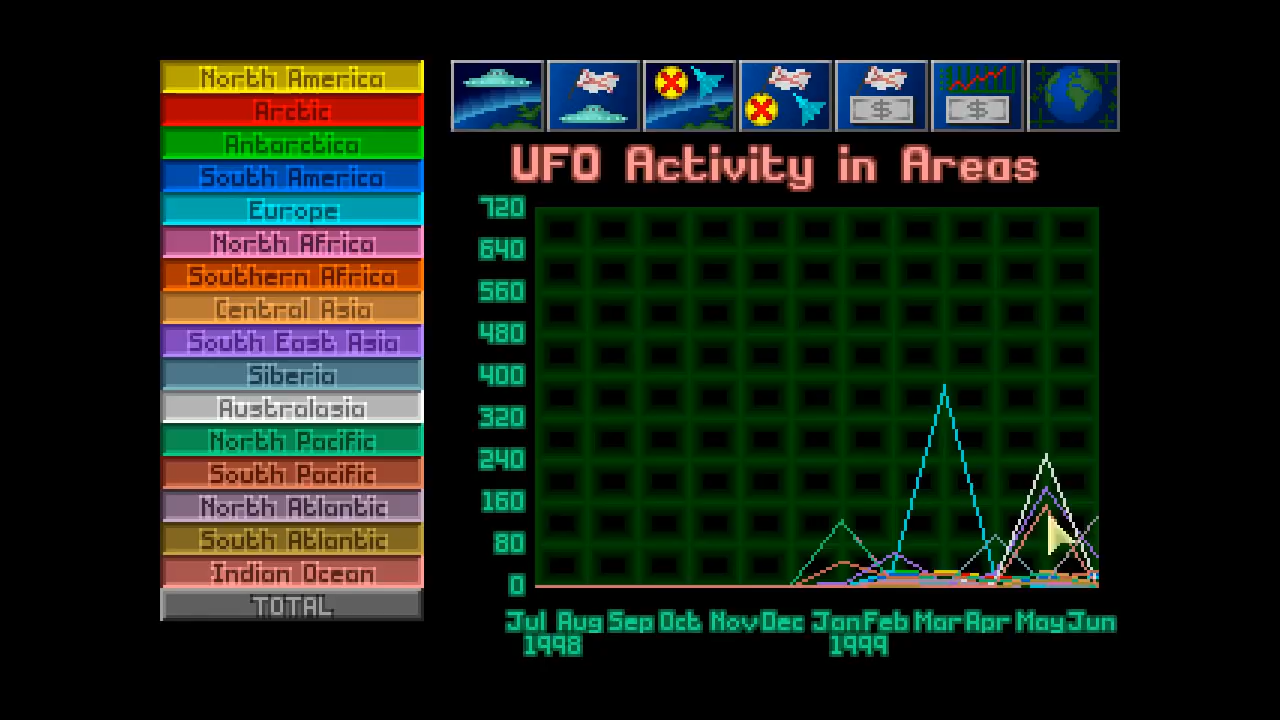 North America
Arctic
Antarctica
South America
Europe
North Africa
Southern Africa
Central Asia
South East Asia
Siberia
Australasia
North Pacific
South Pacific
North Atlantic
South Atlantic
Indian Ocean
TOTAL
$ $
UFO Activity in Areas
720
640
560
480
400
320
240
160
80
0
Jul Aug Sep Oct Nov Dec Jan Feb Mar Apr May Jun
1998 1999